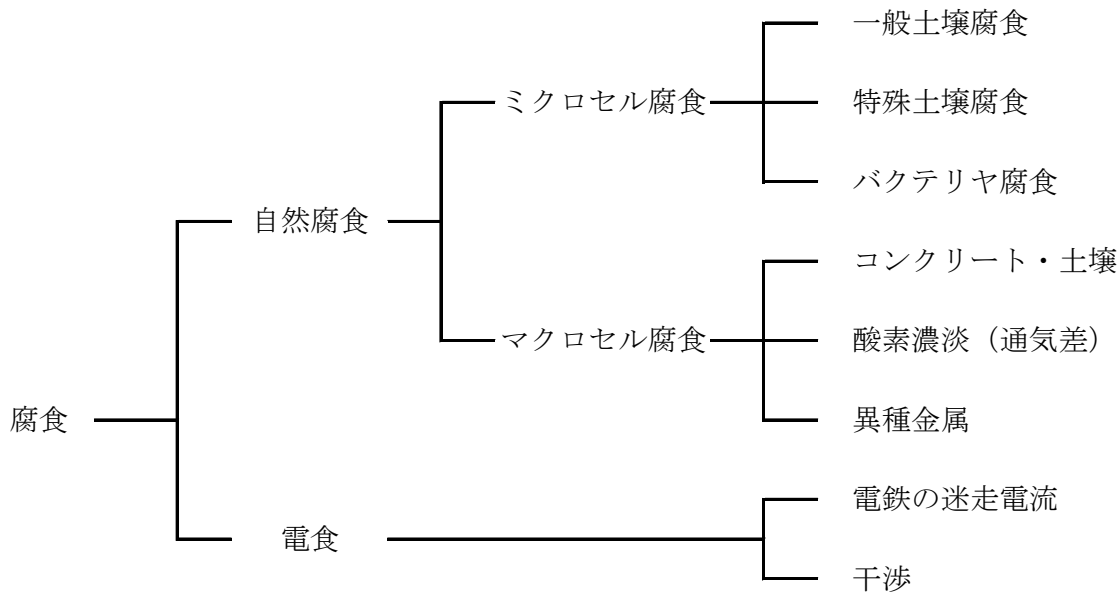 一般土壌腐食
ミクロセル腐食
特殊土壌腐食
バクテリヤ腐食
自然腐食
コンクリート・土壌
マクロセル腐食
酸素濃淡（通気差）
腐食
異種金属
電鉄の迷走電流
電食
干渉